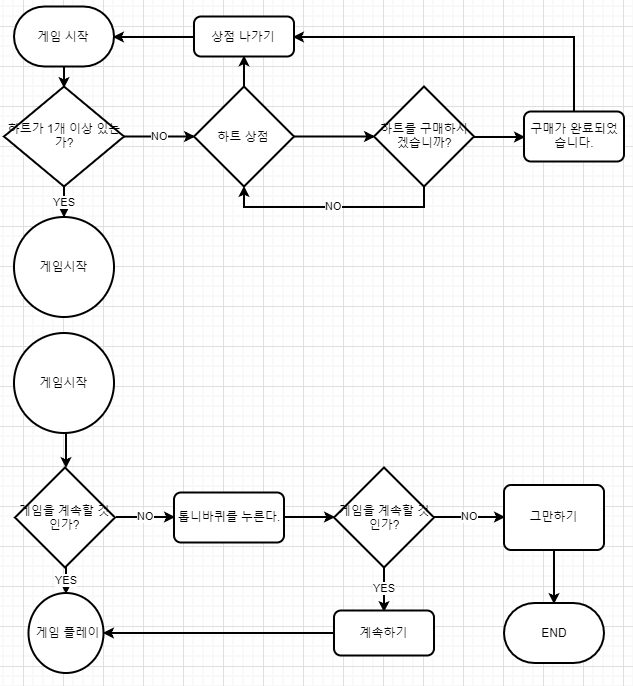 게임 시작
상점 나가기
하트가 1개 이상 있는
가?
NO
하트 상점
하트를 구매하시
겠습니까?
구매가 완료되었
습니다.
YES
NO
게임시작
게임시작
게임을 계속할 것
인가?
NO
톱니바퀴를 누른다.
게임을 계속할 것
인가?
NO
그만하기
YES
YES
게임 플레이
계속하기
END